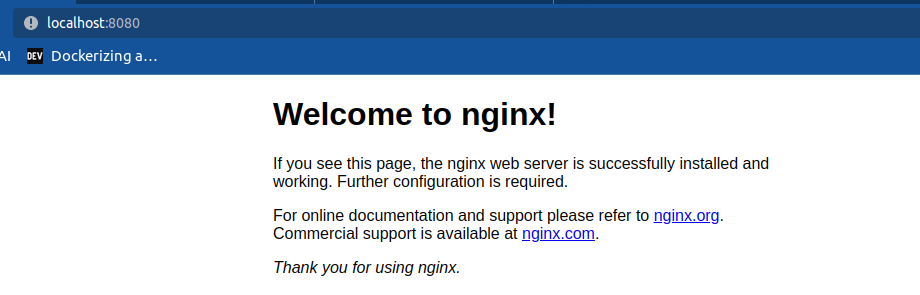 localhost:8080
AI DEV Dockerizing a...
Welcome to nginx!
If you see this page, the nginx web server is successfully installed and
working. Further configuration is required.
For online documentation and support please refer to nginx.org.
Commercial support is available at nginx.com.
Thank you for using nginx.